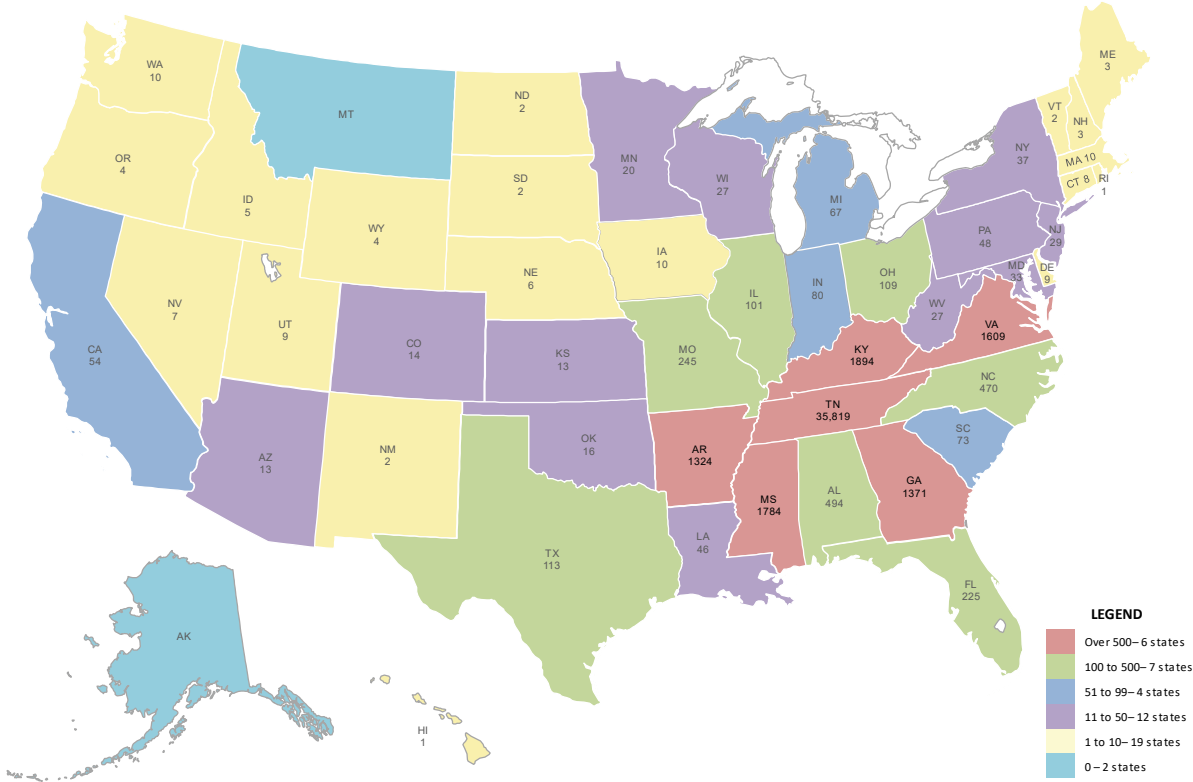 WA
10
OR
4
CA
54
ID
5
NV
7
MT
WY
4
UT
9
AZ
13
CO
14
NM
2
ND
2
SD
2
NE
6
KS
13
OK
16
TX
113
MN
20
IA
10
MO
245
AR
1324
LA
46
WI
27
IL
101
MI
67
IN
80
OH
109
KY
1894
TN
35,819
MS
1784
AL
494
GA
1371
FL
225
SC
73
NC
470
VA
1609
WV
27
MD
33
DE
9
PA
48
NJ
29
NY
37
VT
2
NH
3
ME
3
MA 10
CT 8
RI
1
AK
HI
1
LEGEND
Over 500– 6 states
100 to 500– 7 states
51 to 99– 4 states
11 to 50– 12 states
1 to 10– 19 states
0 – 2 states